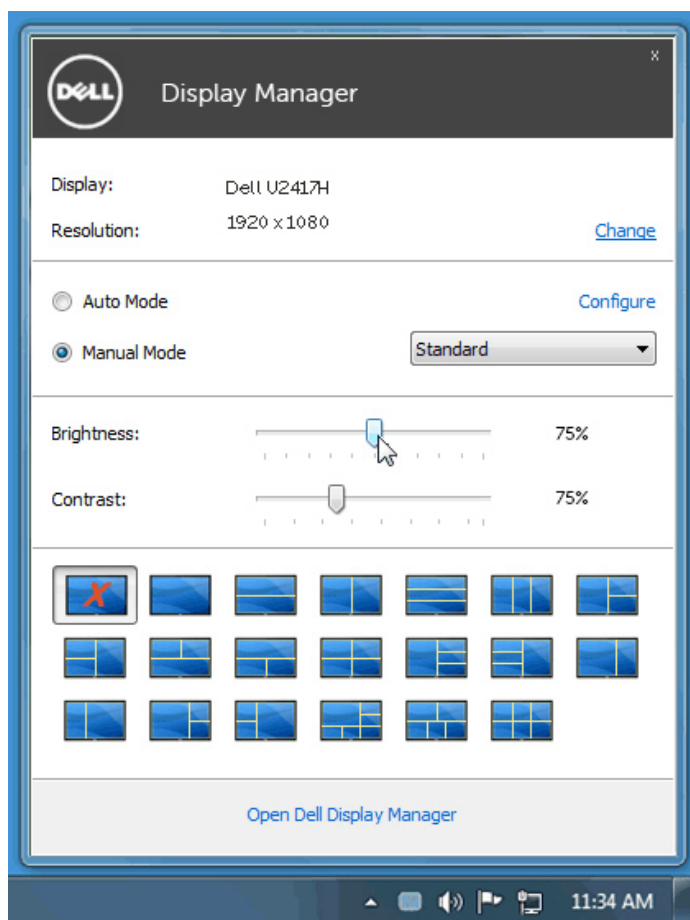 x
DELL Display Manager
Display: Dell U2417H
Resolution: 1920 x 1080 Change
Auto Mode Configure
Manual Mode Standard
Brightness: 75%
Contrast: 75%
Open Dell Display Manager
11:34 AM